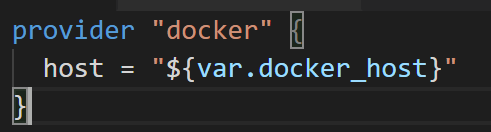 provider "docker" {
  host = "${var.docker_host}"
}